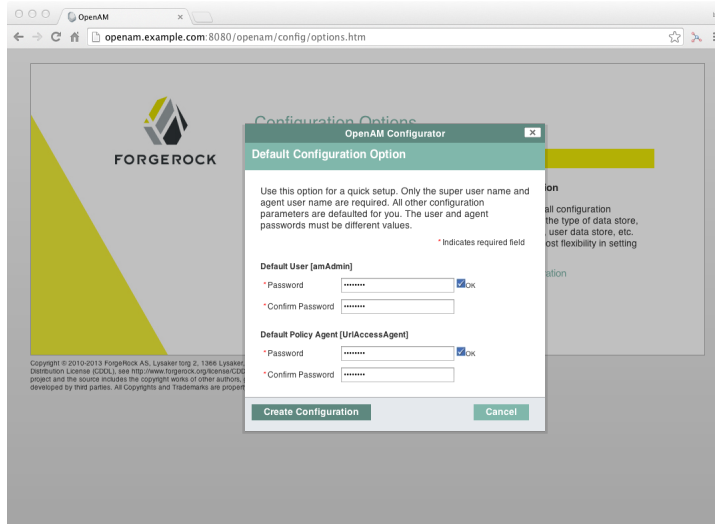 OpenAM
openam.example.com:8080/openam/config/options.htm
FORGEROCK
Configuration Options
OpenAM Configurator
Default Configuration Option
Use this option for a quick setup. Only the super user name and
agent user name are required. All other configuration
parameters are defaulted for you. The user and agent
passwords must be different values.
* Indicates required field
Default User [amAdmin]
* Password •••••••• OK
* Confirm Password ••••••••
Default Policy Agent [UrlAccessAgent]
* Password •••••••• OK
* Confirm Password ••••••••
Create Configuration
Cancel
ion
all configuration
the type of data store,
, user data store, etc.
ost flexibility in setting
ation
Copyright © 2010-2013 ForgeRock AS, Lysaker torg 2, 1366 Lysaker,
Distribution License (CDDL), see http://www.forgerock.org/license/CDD
project and the source includes the copyright works of other authors,
developed by third parties. All Copyrights and Trademarks are propert